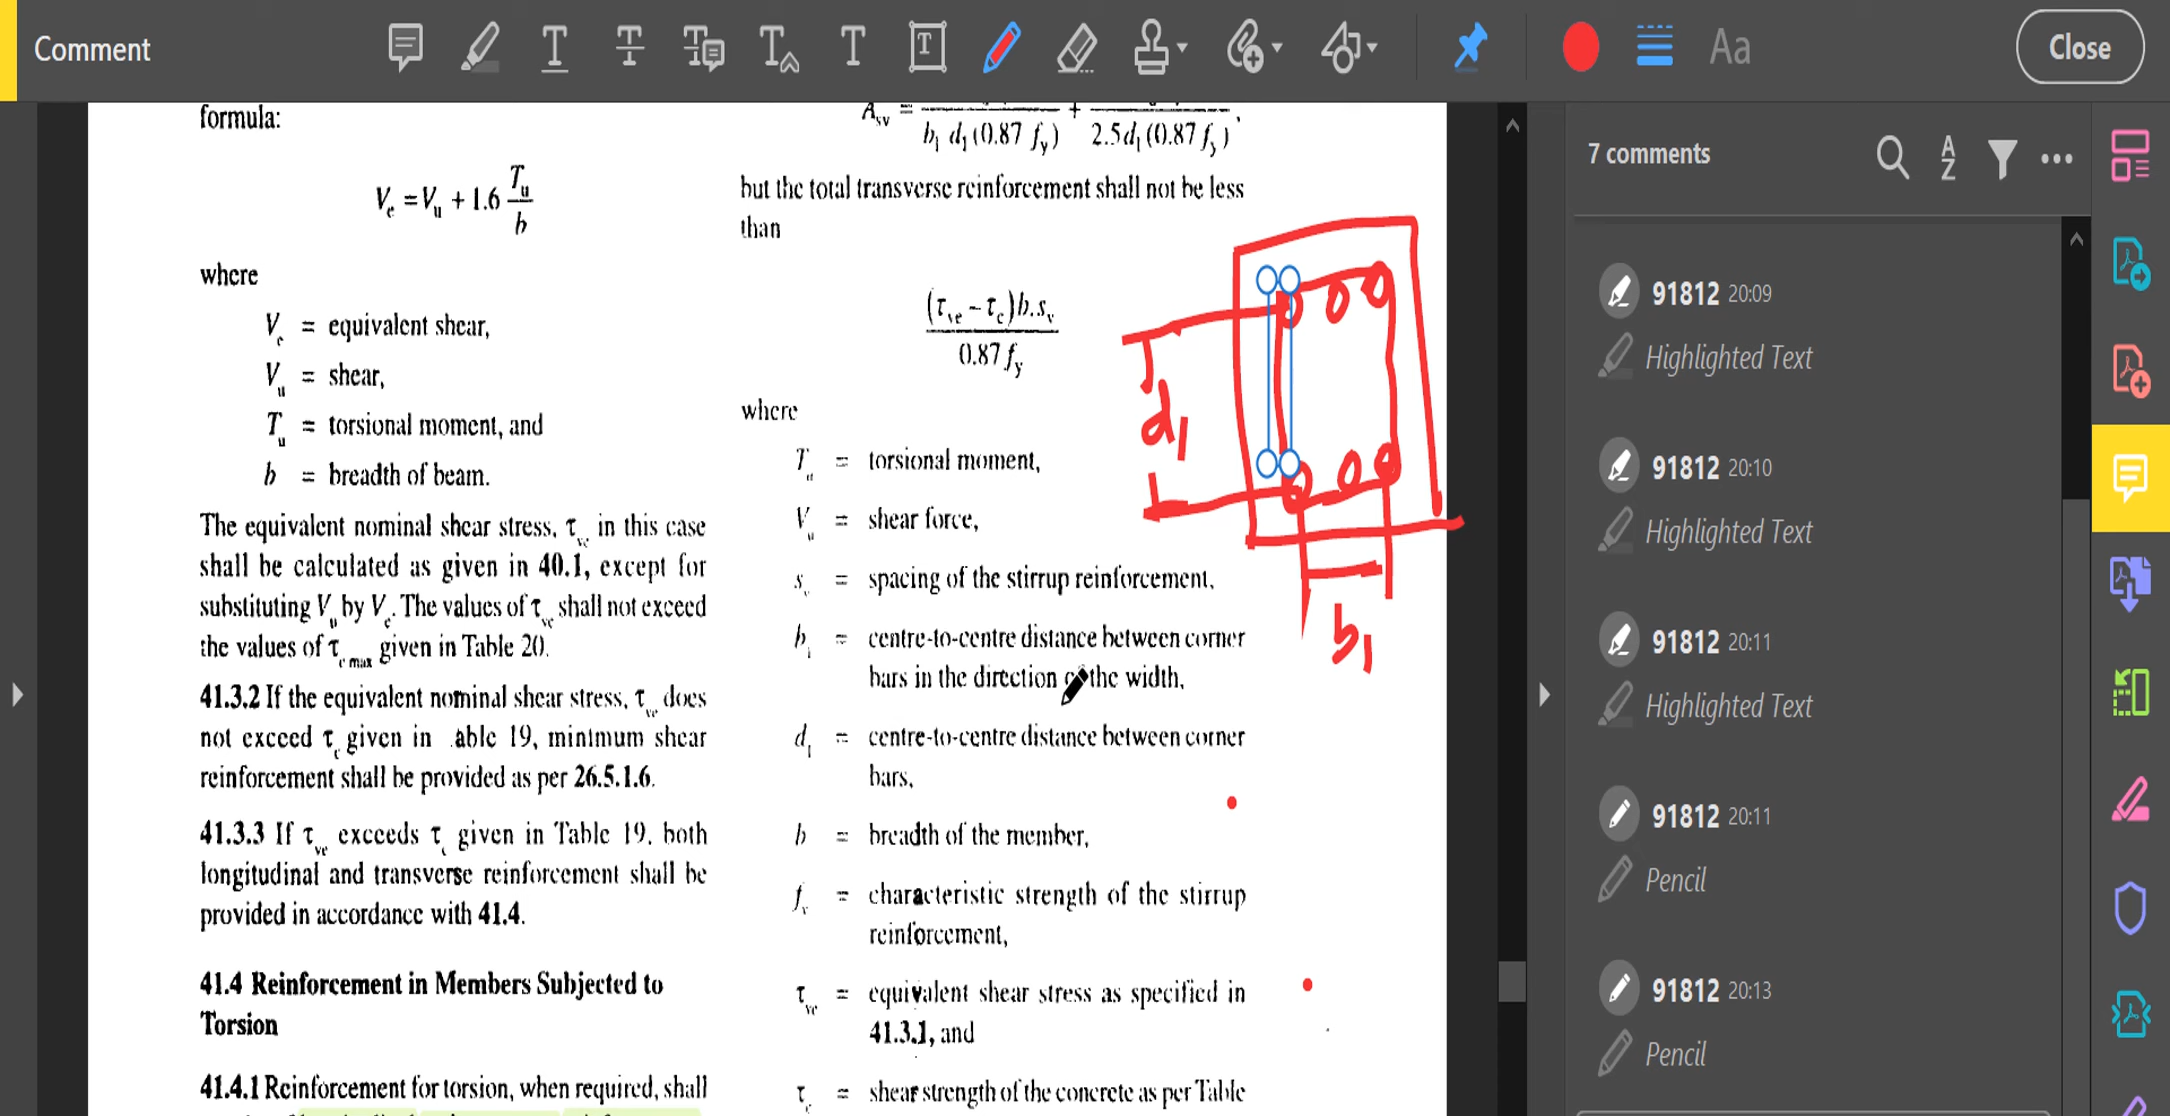 Comment
Aa
Close
formula:
V_e = V_u + 1.6 T_u / b
where
V_e = equivalent shear,
V_u = shear,
T_u = torsional moment, and
b = breadth of beam.
The equivalent nominal shear stress, τ_ve in this case
shall be calculated as given in 40.1, except for
substituting V_u by V_e. The values of τ_ve shall not exceed
the values of τ_c max given in Table 20.
41.3.2 If the equivalent nominal shear stress, τ_ve does
not exceed τ_c given in able 19, minimum shear
reinforcement shall be provided as per 26.5.1.6.
41.3.3 If τ_ve exceeds τ_c given in Table 19, both
longitudinal and transverse reinforcement shall be
provided in accordance with 41.4.
41.4 Reinforcement in Members Subjected to
Torsion
41.4.1 Reinforcement for torsion, when required, shall
A_sv = / b_1 d_1 (0.87 f_y) + / 2.5 d_1 (0.87 f_y) ,
but the total transverse reinforcement shall not be less
than
(τ_ve – τ_c) b.s_v / 0.87 f_y
where
T_u = torsional moment,
V_u = shear force,
s_v = spacing of the stirrup reinforcement,
b_1 = centre-to-centre distance between corner
bars in the direction of the width,
d_1 = centre-to-centre distance between corner
bars,
b = breadth of the member,
f_y = characteristic strength of the stirrup
reinforcement,
τ_ve = equivalent shear stress as specified in
41.3.1, and
τ_c = shear strength of the concrete as per Table
d1
b1
7 comments
91812 20:09
Highlighted Text
91812 20:10
Highlighted Text
91812 20:11
Highlighted Text
91812 20:11
Pencil
91812 20:13
Pencil